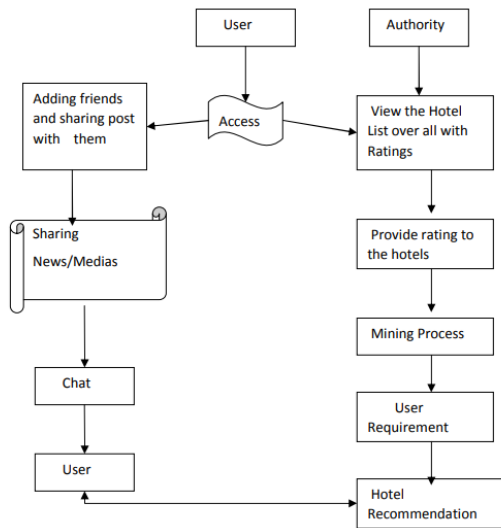 User
Authority
Adding friends
and sharing post
with them
Access
View the Hotel
List over all with
Ratings
Sharing
News/Medias
Provide rating to
the hotels
Mining Process
Chat
User
Requirement
User
Hotel
Recommendation